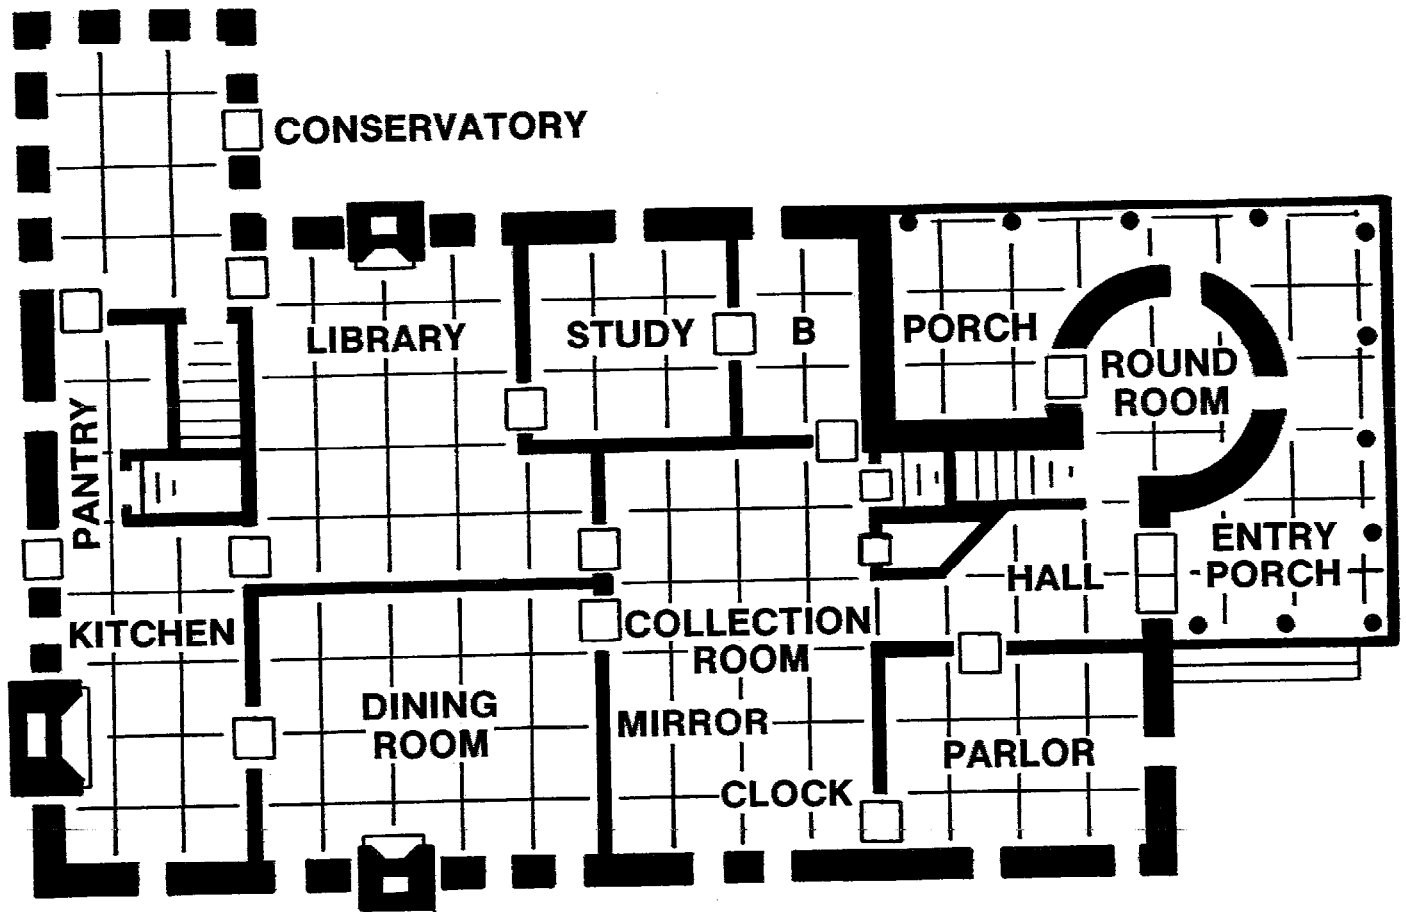 CONSERVATORY
LIBRARY
STUDY
B
PORCH
ROUND
ROOM
PANTRY
ENTRY
PORCH
HALL
KITCHEN
COLLECTION
ROOM
DINING
ROOM
MIRROR
PARLOR
CLOCK